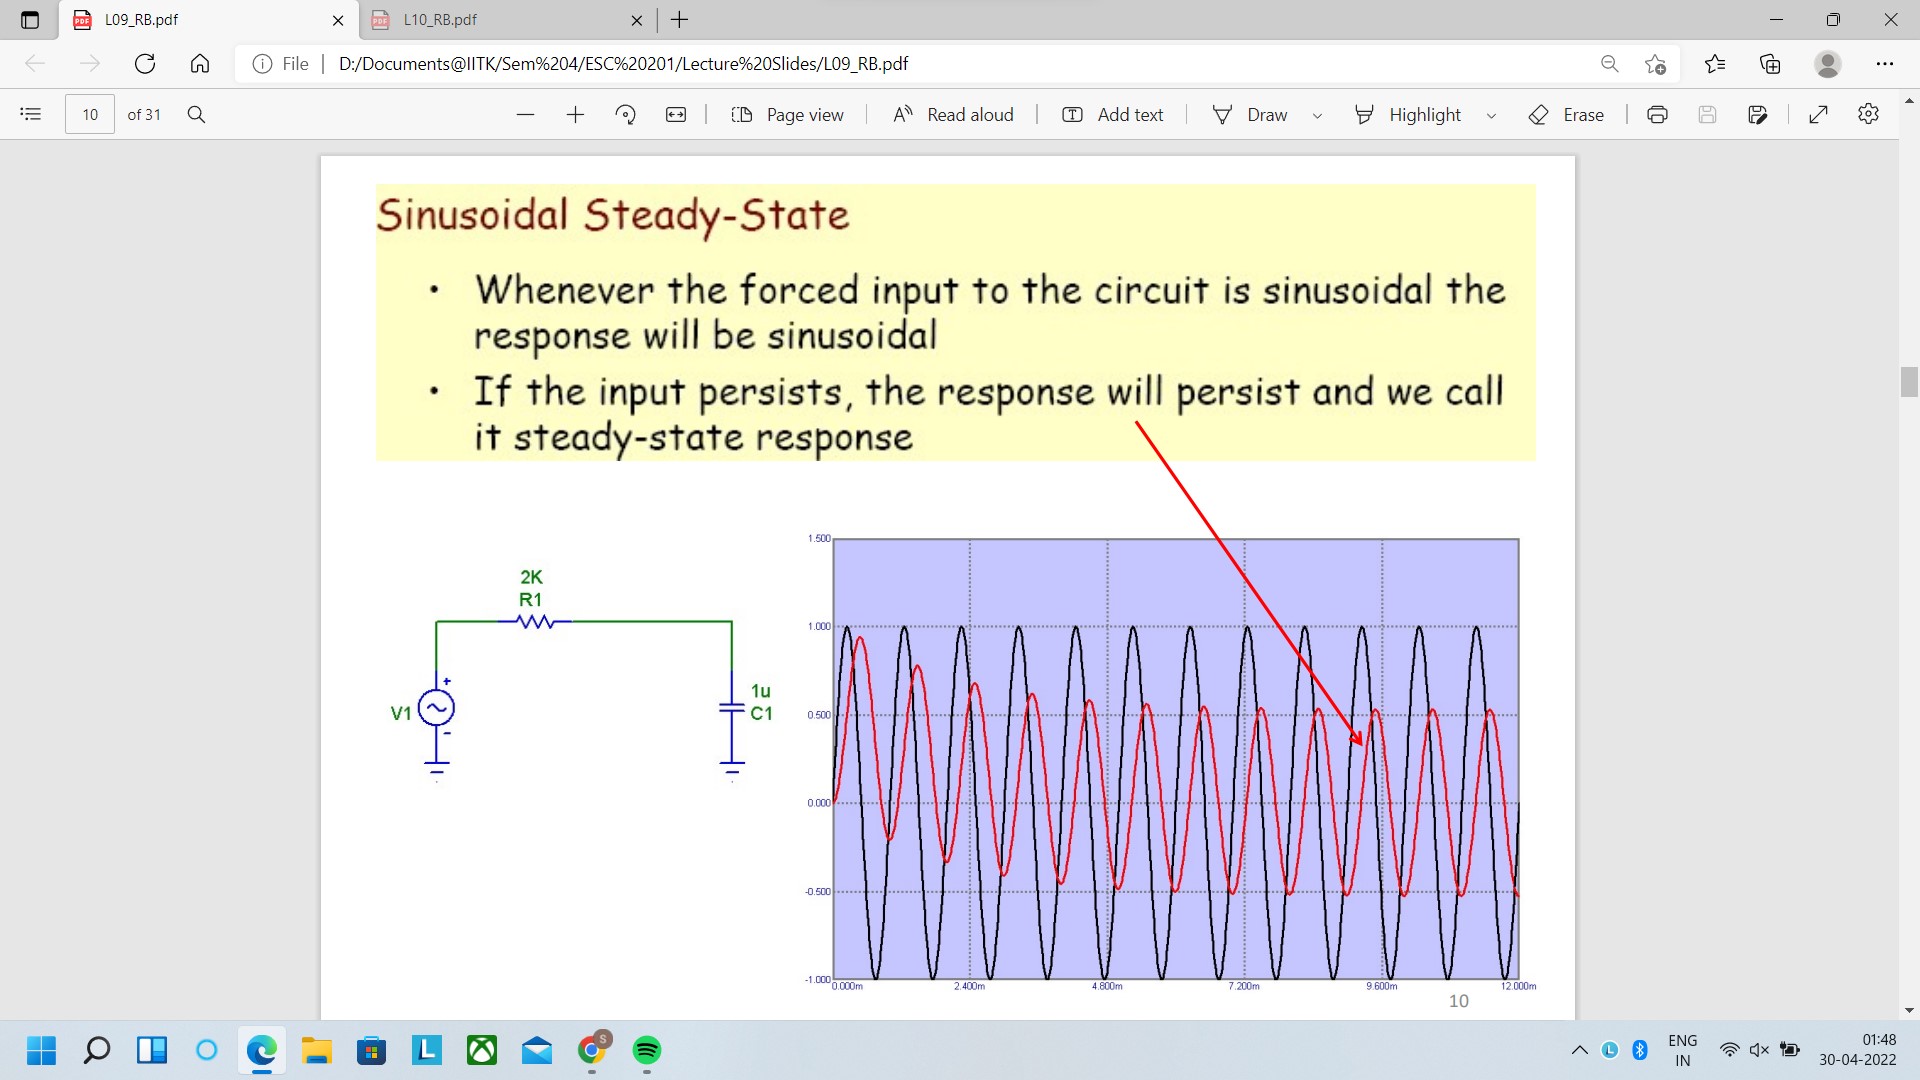 L09_RB.pdf
L10_RB.pdf
File
D:/Documents@IITK/Sem%204/ESC%20201/Lecture%20Slides/L09_RB.pdf
10 of 31
Page view
Read aloud
Add text
Draw
Highlight
Erase
Sinusoidal Steady-State
• Whenever the forced input to the circuit is sinusoidal the
response will be sinusoidal
• If the input persists, the response will persist and we call
it steady-state response
2K
R1
+
V1
-
1u
C1
1.500
1.000
0.500
0.000
-0.500
-1.000
0.000m 2.400m 4.800m 7.200m 9.600m 12.000m
10
ENG
IN
01:48
30-04-2022